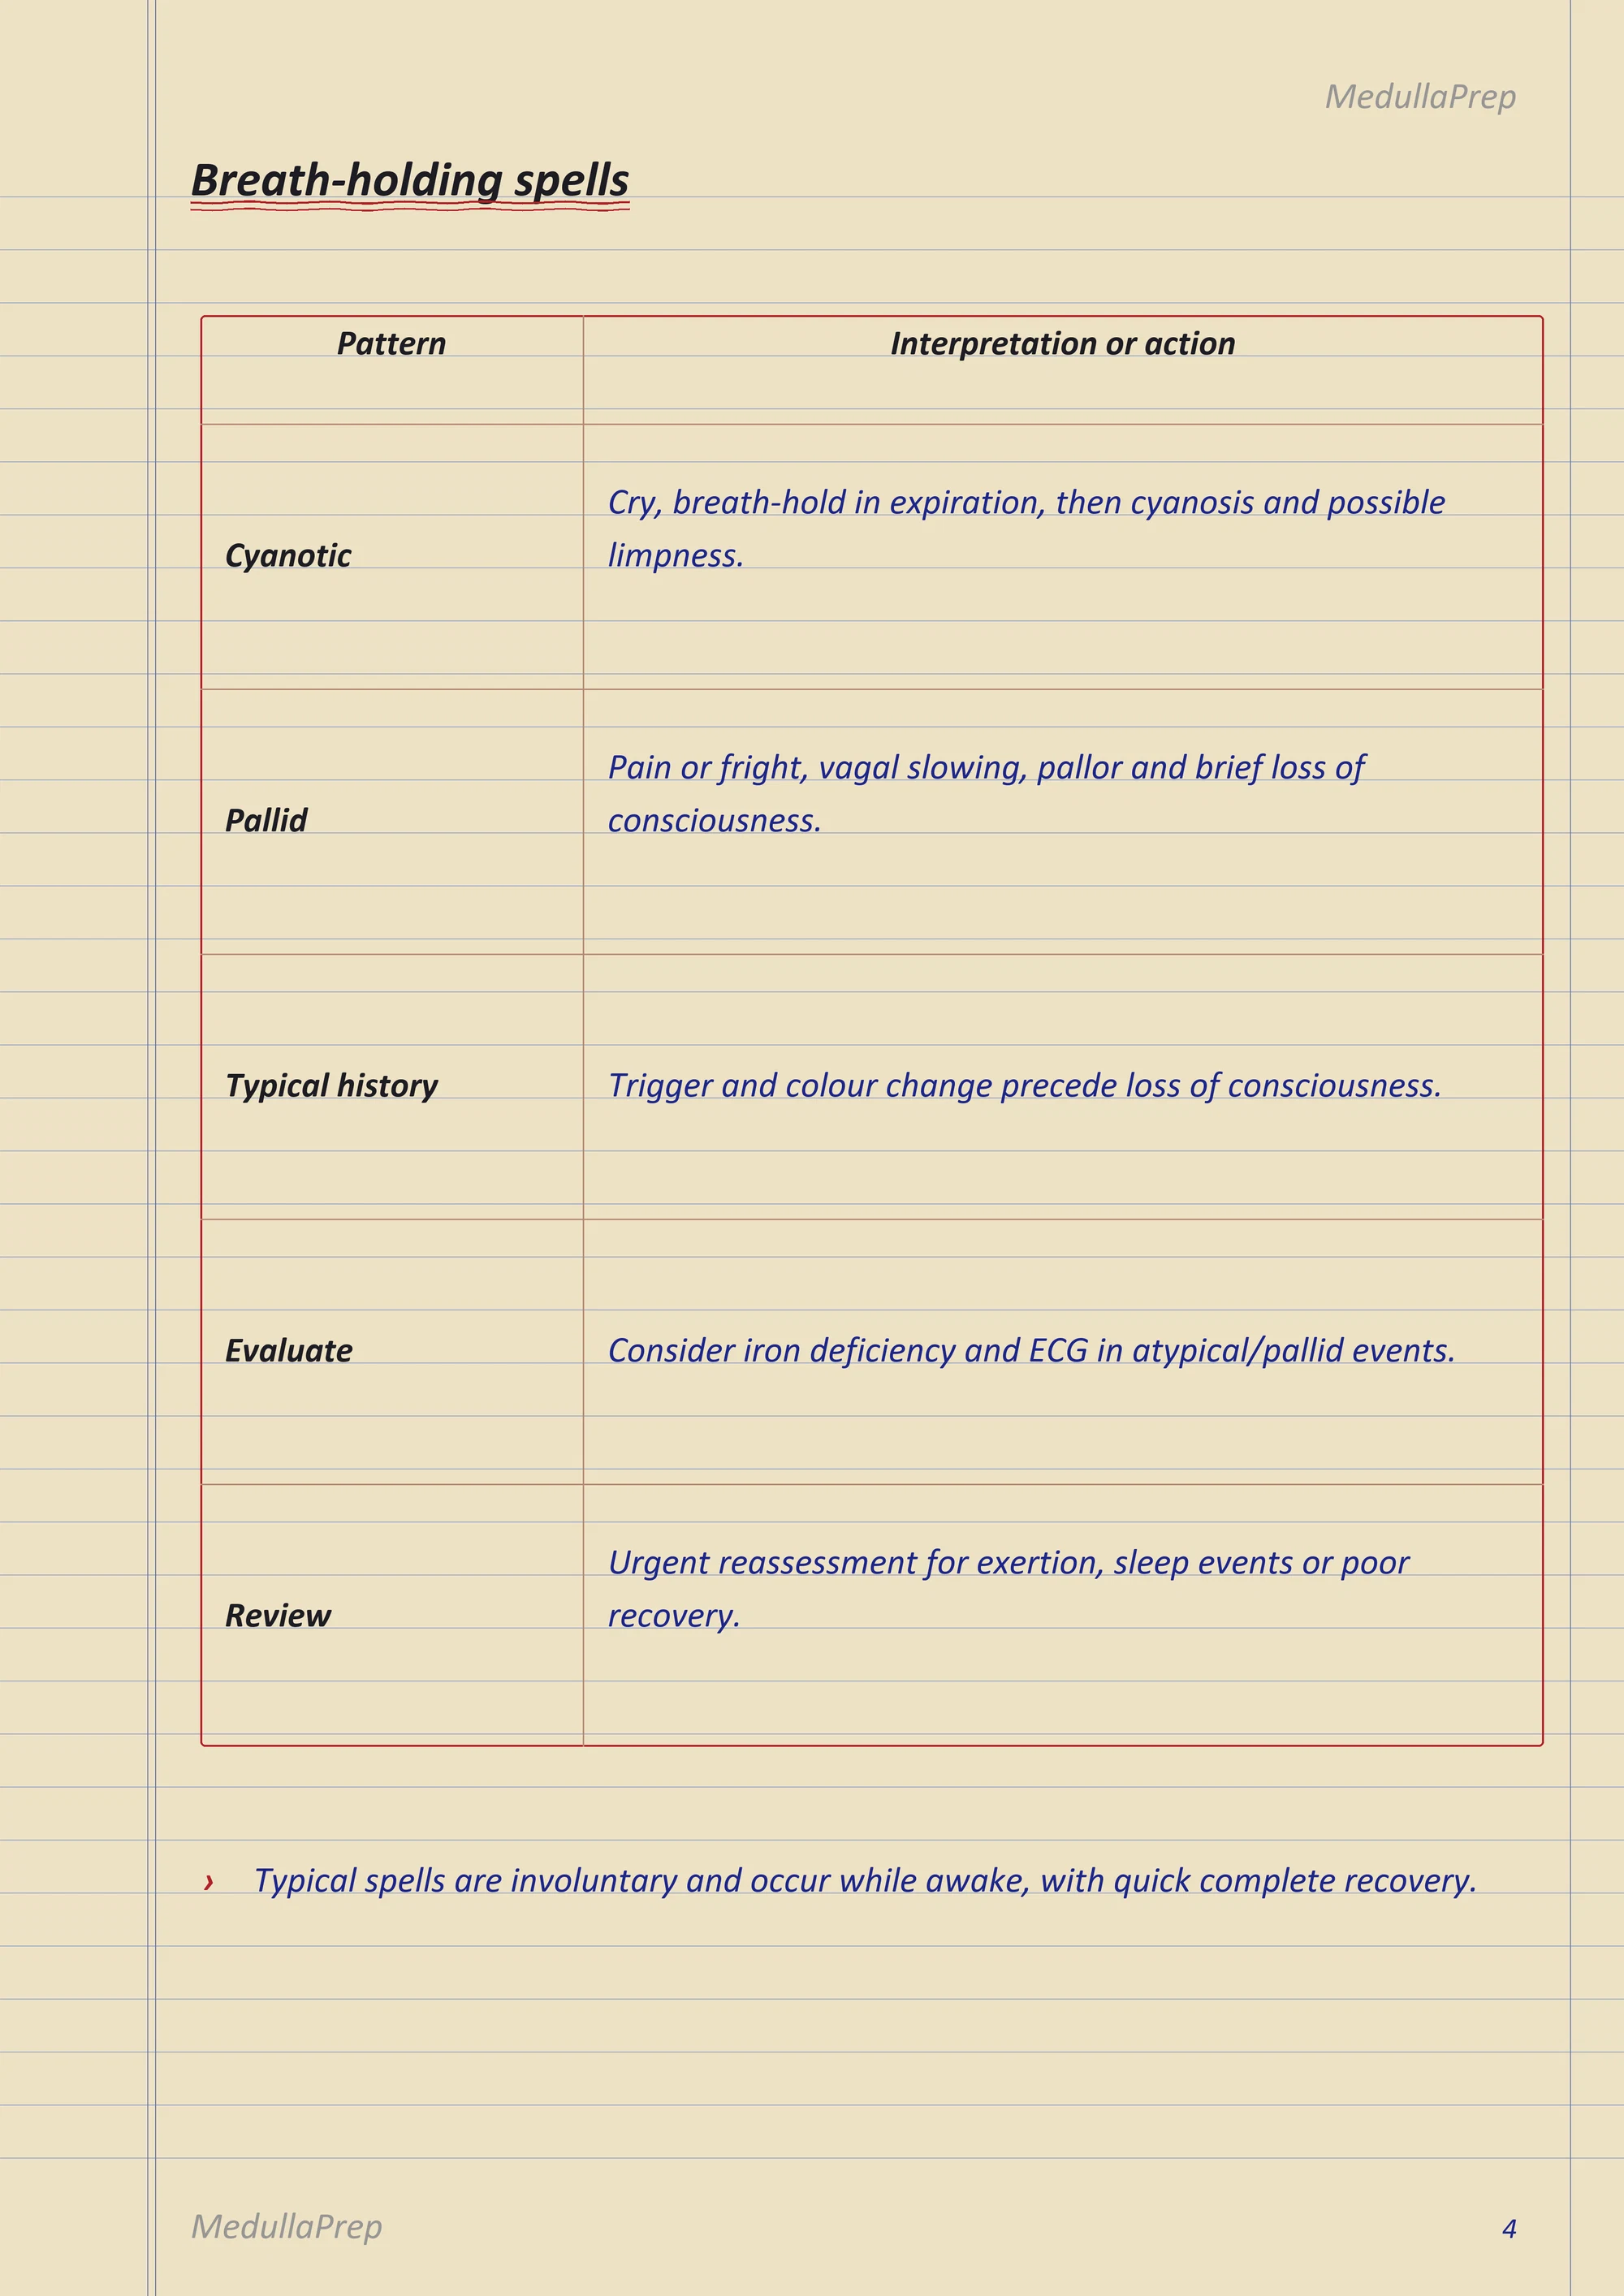 MedullaPrep
Breath-holding spells
Pattern
Interpretation or action
Cyanotic
Cry, breath-hold in expiration, then cyanosis and possible
limpness.
Pallid
Pain or fright, vagal slowing, pallor and brief loss of
consciousness.
Typical history
Trigger and colour change precede loss of consciousness.
Evaluate
Consider iron deficiency and ECG in atypical/pallid events.
Review
Urgent reassessment for exertion, sleep events or poor
recovery.
› Typical spells are involuntary and occur while awake, with quick complete recovery.
MedullaPrep
4